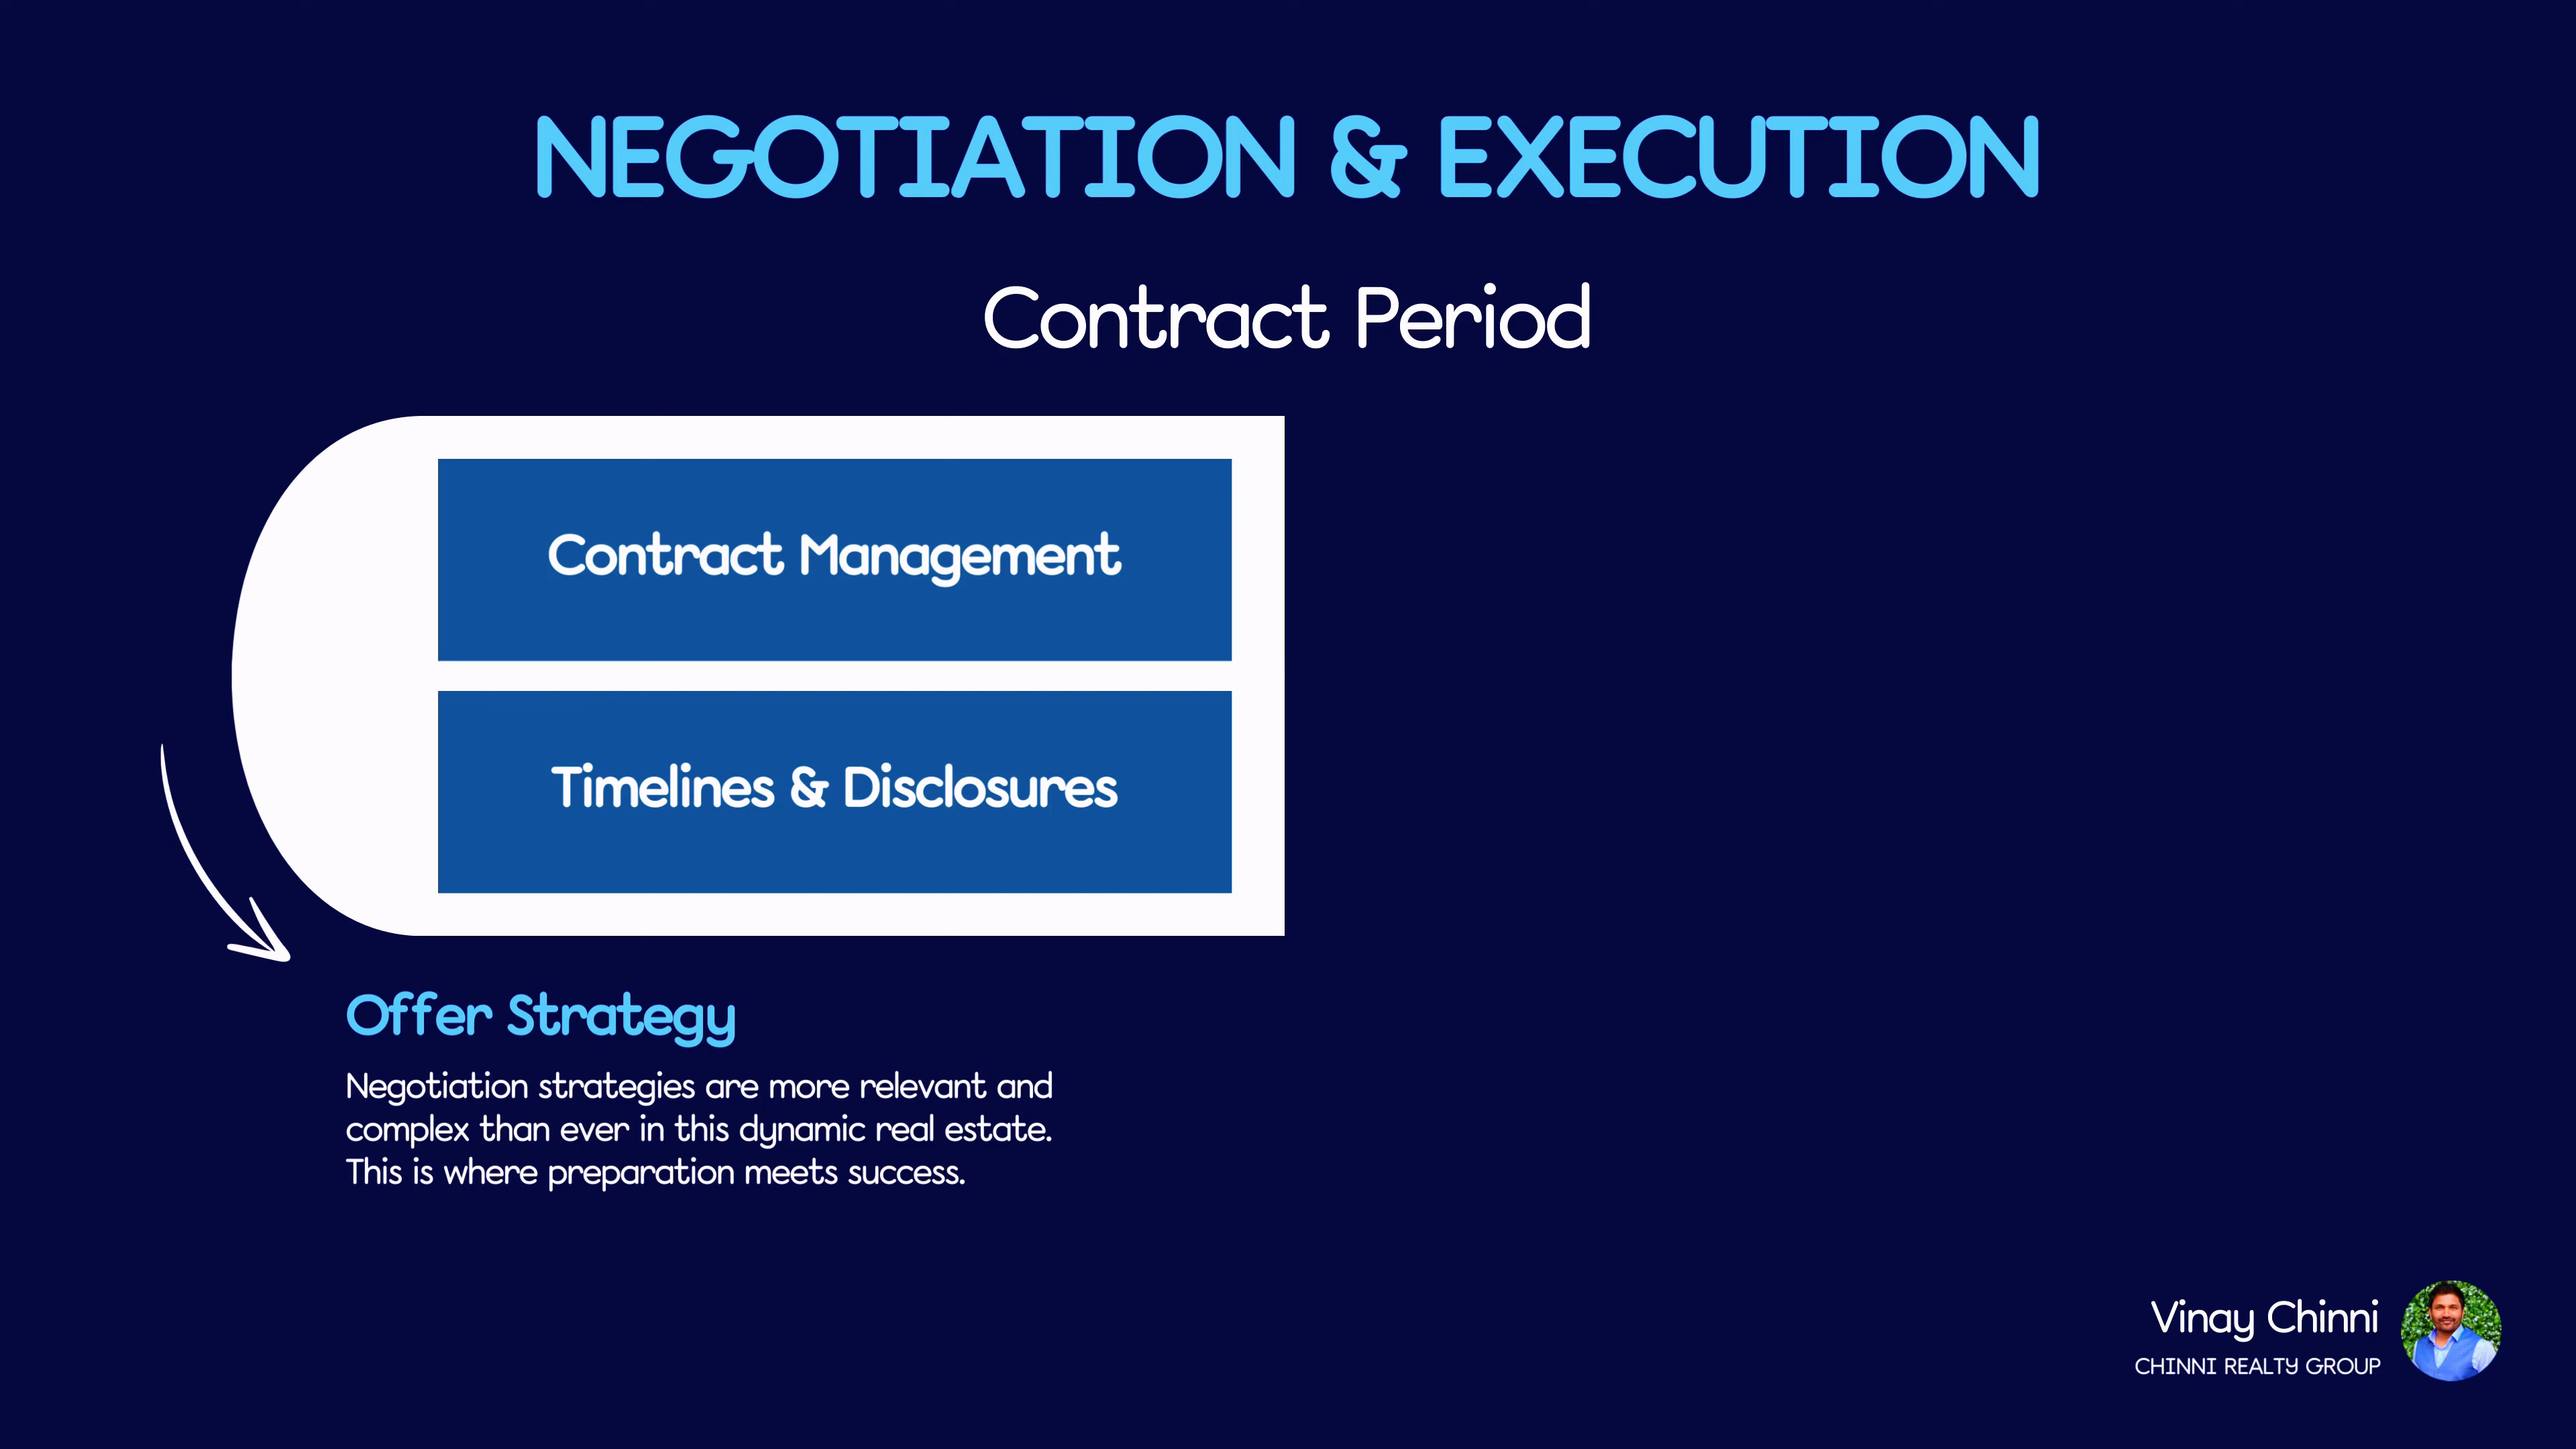 NEGOTIATION & EXECUTION
Contract Period
Contract Management
Timelines & Disclosures
Offer Strategy
Negotiation strategies are more relevant and
complex than ever in this dynamic real estate.
This is where preparation meets success.
Vinay Chinni
CHINNI REALTY GROUP